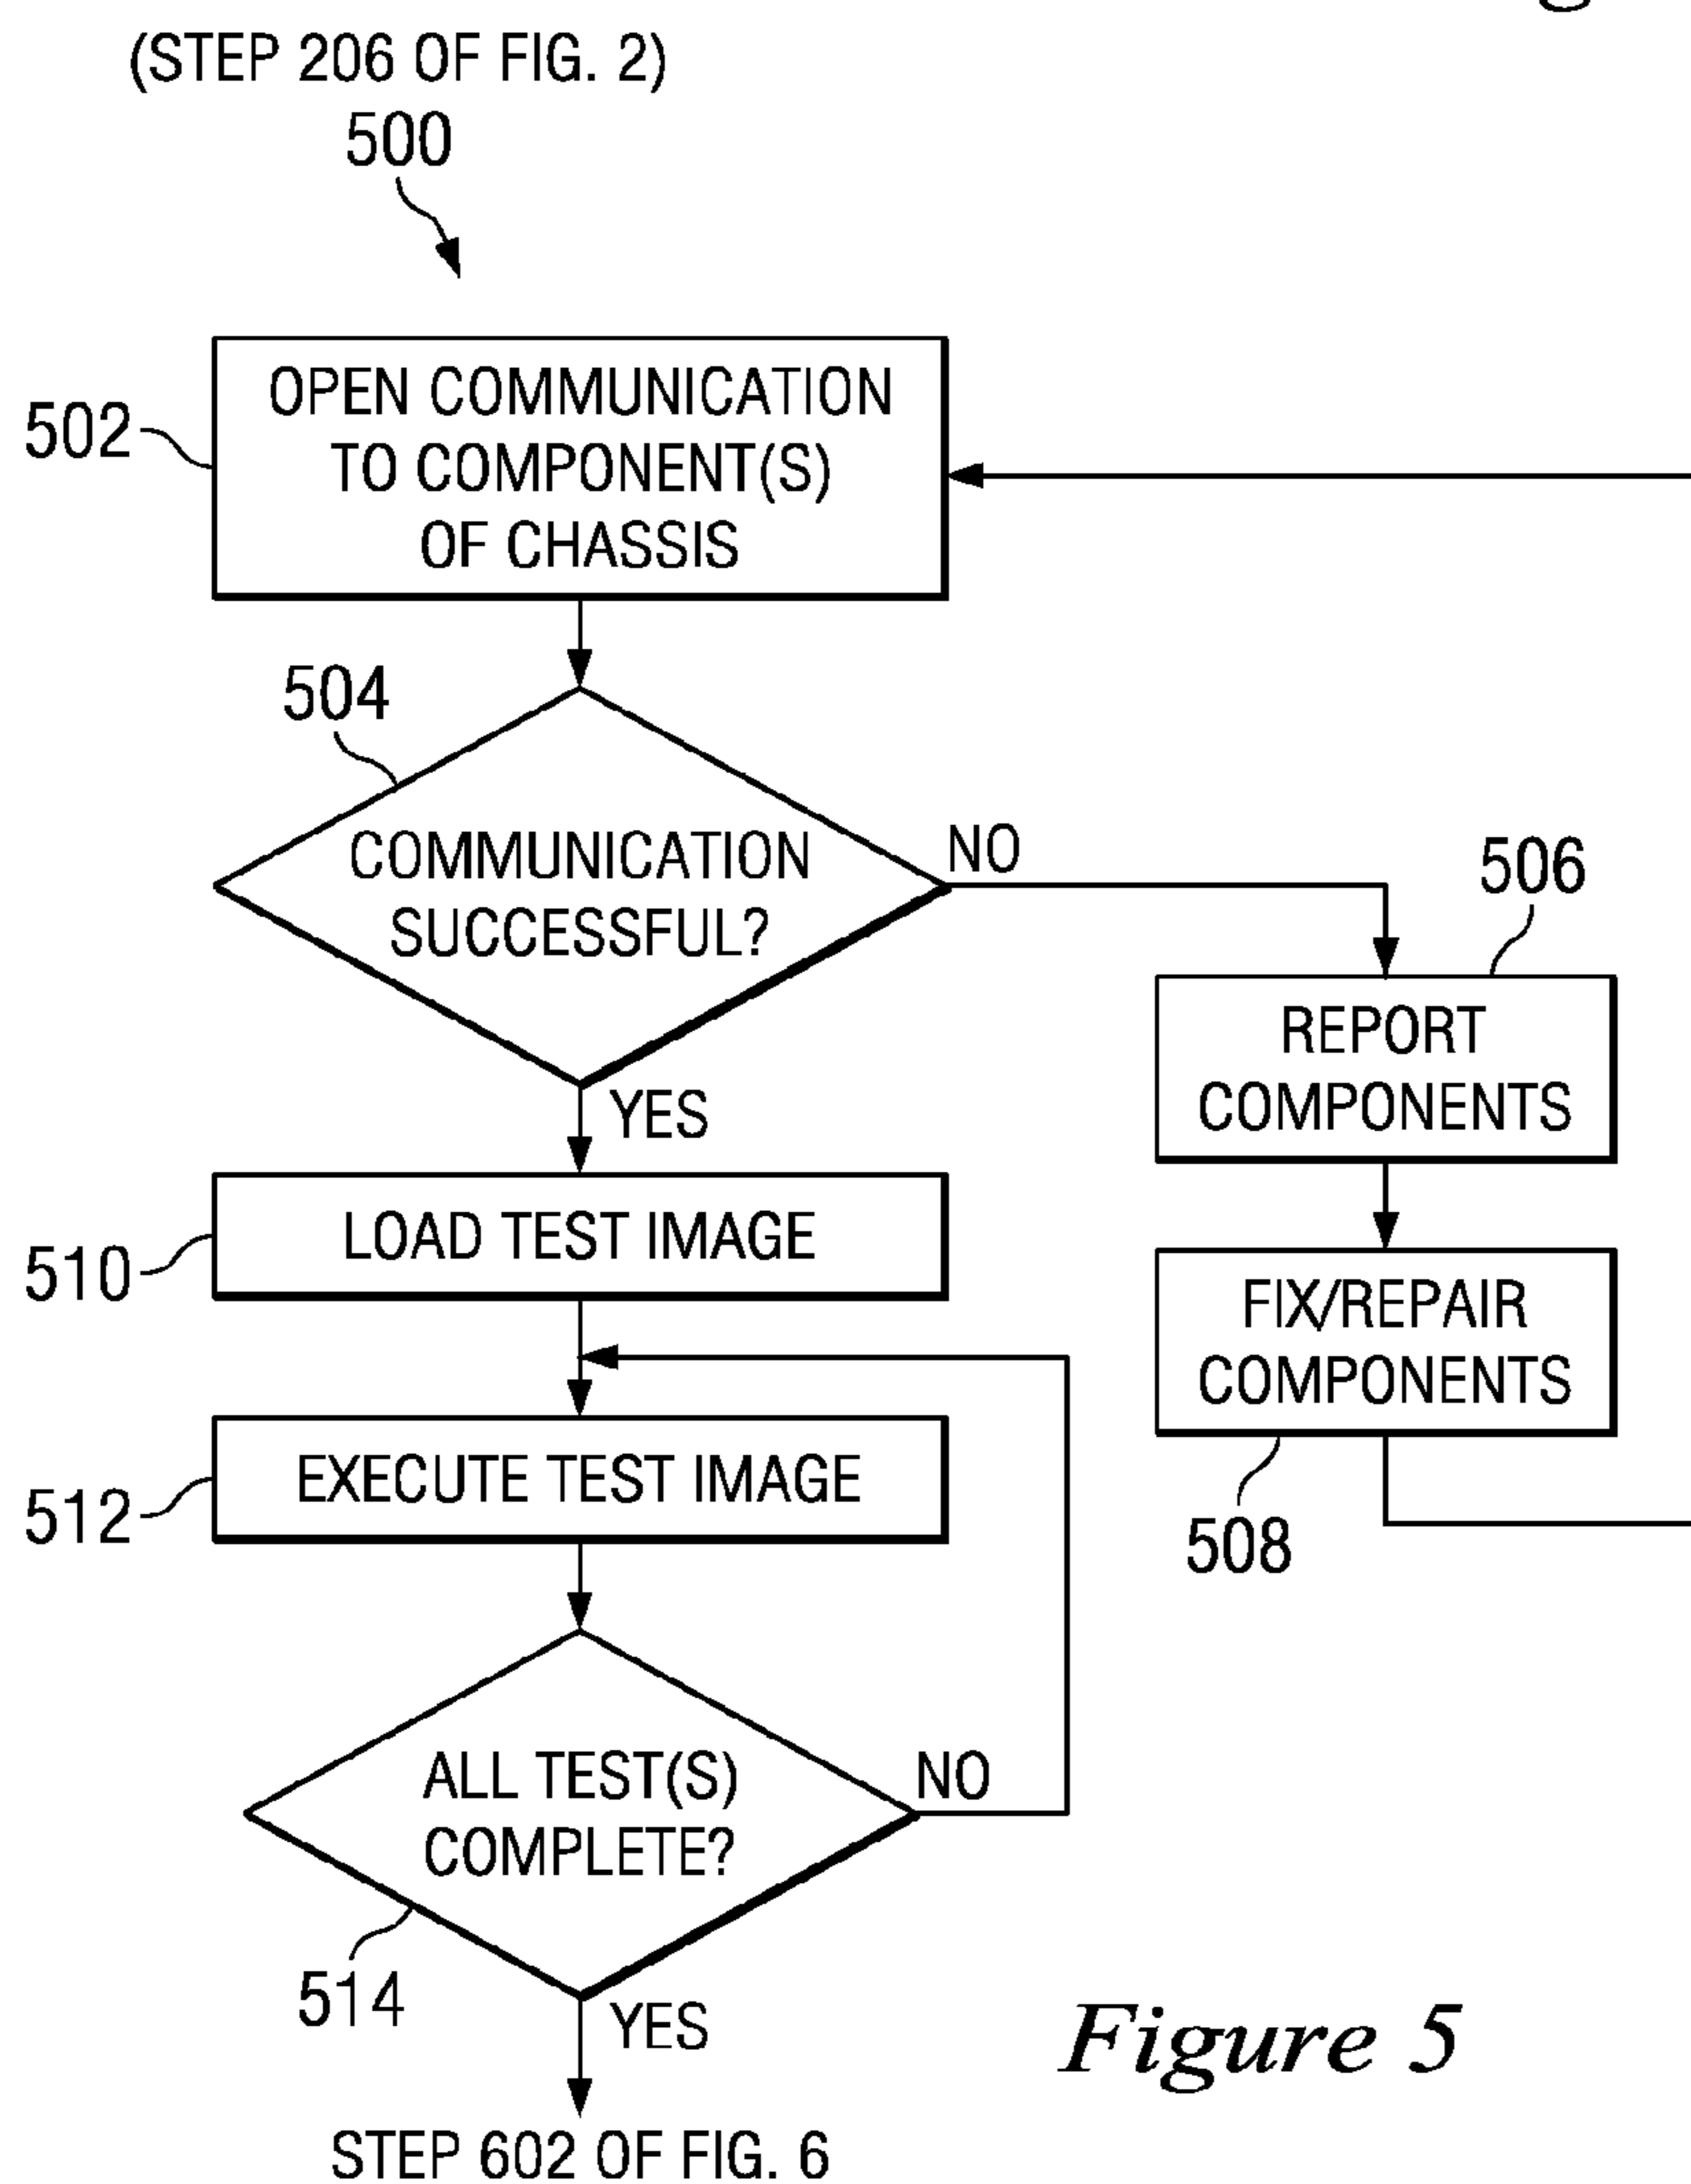 (STEP 206 OF FIG. 2)
500
502
OPEN COMMUNICATION
TO COMPONENT(S)
OF CHASSIS
504
COMMUNICATION
SUCCESSFUL?
NO
506
YES
REPORT
COMPONENTS
510
LOAD TEST IMAGE
FIX/REPAIR
COMPONENTS
508
512
EXECUTE TEST IMAGE
ALL TEST(S)
COMPLETE?
NO
514
YES
STEP 602 OF FIG. 6
Figure 5